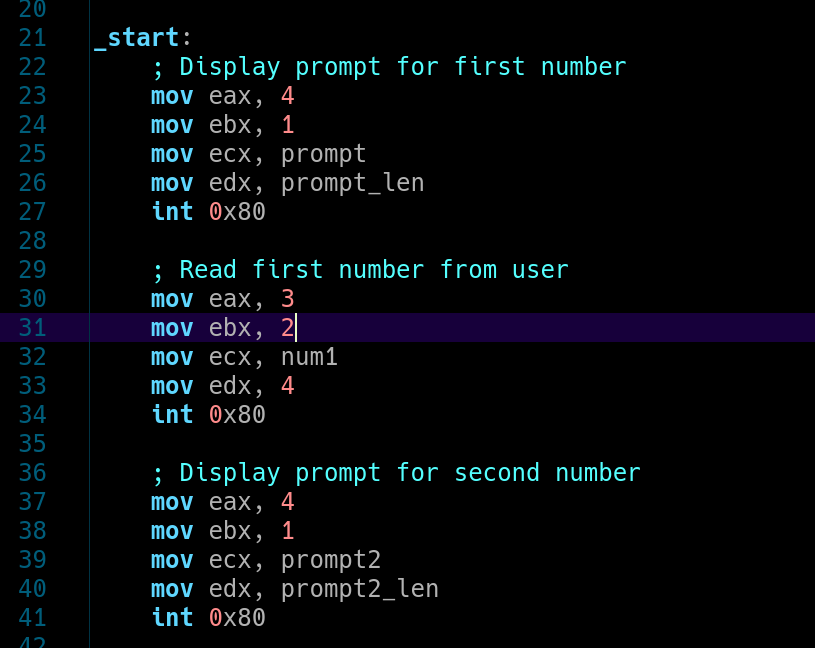 20
21 _start:
22     ; Display prompt for first number
23     mov eax, 4
24     mov ebx, 1
25     mov ecx, prompt
26     mov edx, prompt_len
27     int 0x80
28
29     ; Read first number from user
30     mov eax, 3
31     mov ebx, 2
32     mov ecx, num1
33     mov edx, 4
34     int 0x80
35
36     ; Display prompt for second number
37     mov eax, 4
38     mov ebx, 1
39     mov ecx, prompt2
40     mov edx, prompt2_len
41     int 0x80
42